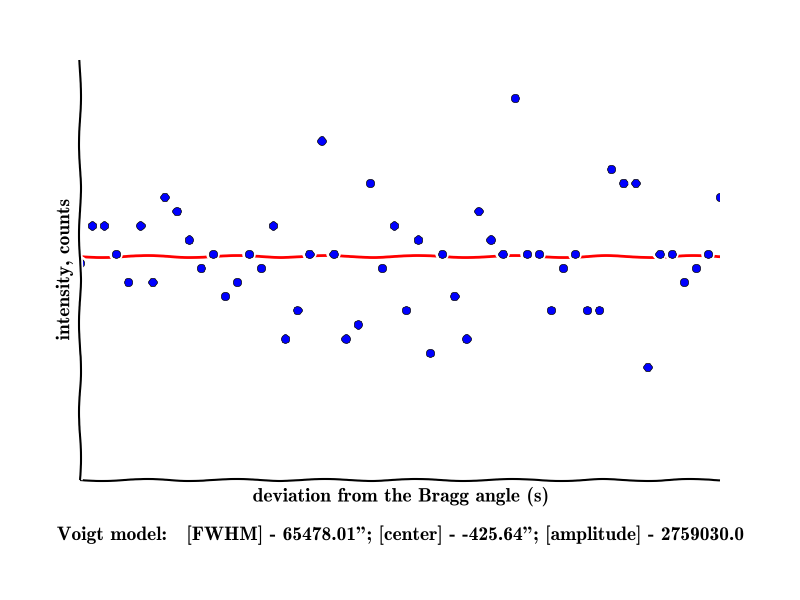 intensity, counts
deviation from the Bragg angle (s)
Voigt model: [FWHM] - 65478.01”; [center] - -425.64”; [amplitude] - 2759030.0